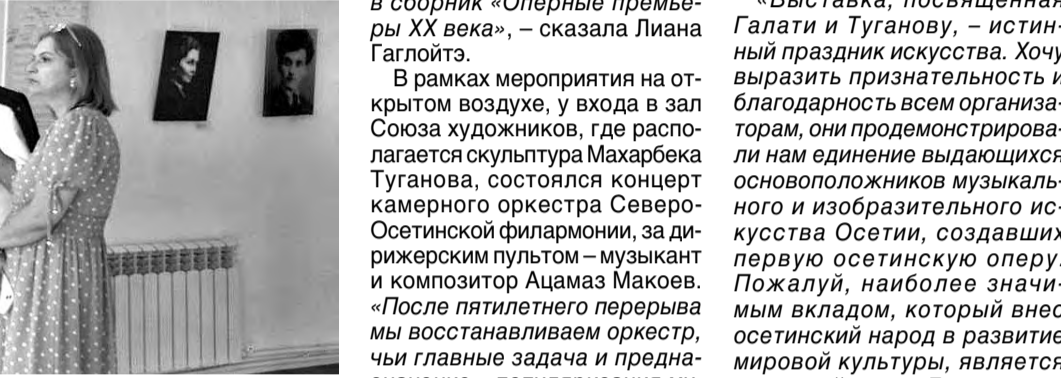 в сборник «Оперные премье-
ры XX века», – сказала Лиана
Гаглойтэ.
В рамках мероприятия на от-
крытом воздухе, у входа в зал
Союза художников, где распо-
лагается скульптура Махарбека
Туганова, состоялся концерт
камерного оркестра Северо-
Осетинской филармонии, за ди-
рижерским пультом – музыкант
и композитор Ацамаз Макоев.
«После пятилетнего перерыва
мы восстанавливаем оркестр,
чьи главные задача и предна-
«Выставка, посвященная
Галати и Туганову, – истин-
ный праздник искусства. Хочу
выразить признательность и
благодарность всем организа-
торам, они продемонстрирова-
ли нам единение выдающихся
основоположников музыкаль-
ного и изобразительного ис-
кусства Осетии, создавших
первую осетинскую оперу.
Пожалуй, наиболее значи-
мым вкладом, который внес
осетинский народ в развитие
мировой культуры, является